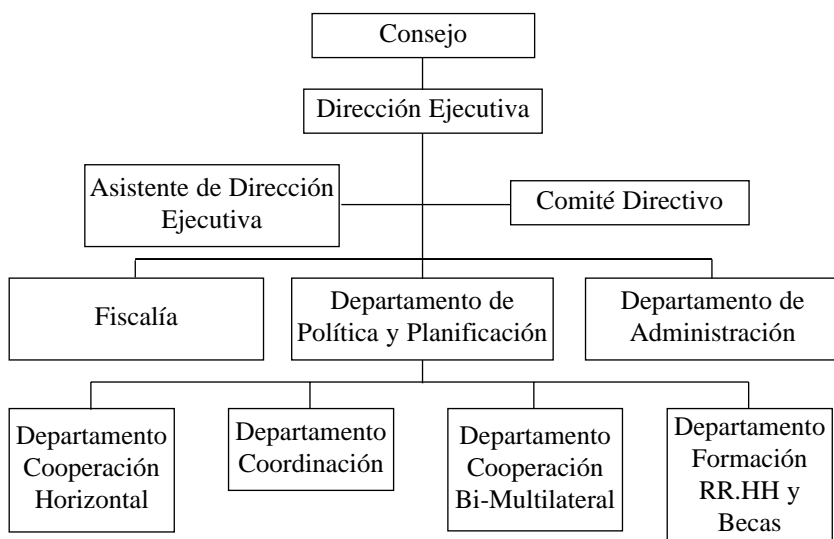 Consejo
Dirección Ejecutiva
Asistente de Dirección
Ejecutiva
Comité Directivo
Fiscalía
Departamento de
Política y Planificación
Departamento de
Administración
Departamento
Cooperación
Horizontal
Departamento
Coordinación
Departamento
Cooperación
Bi-Multilateral
Departamento
Formación
RR.HH y
Becas